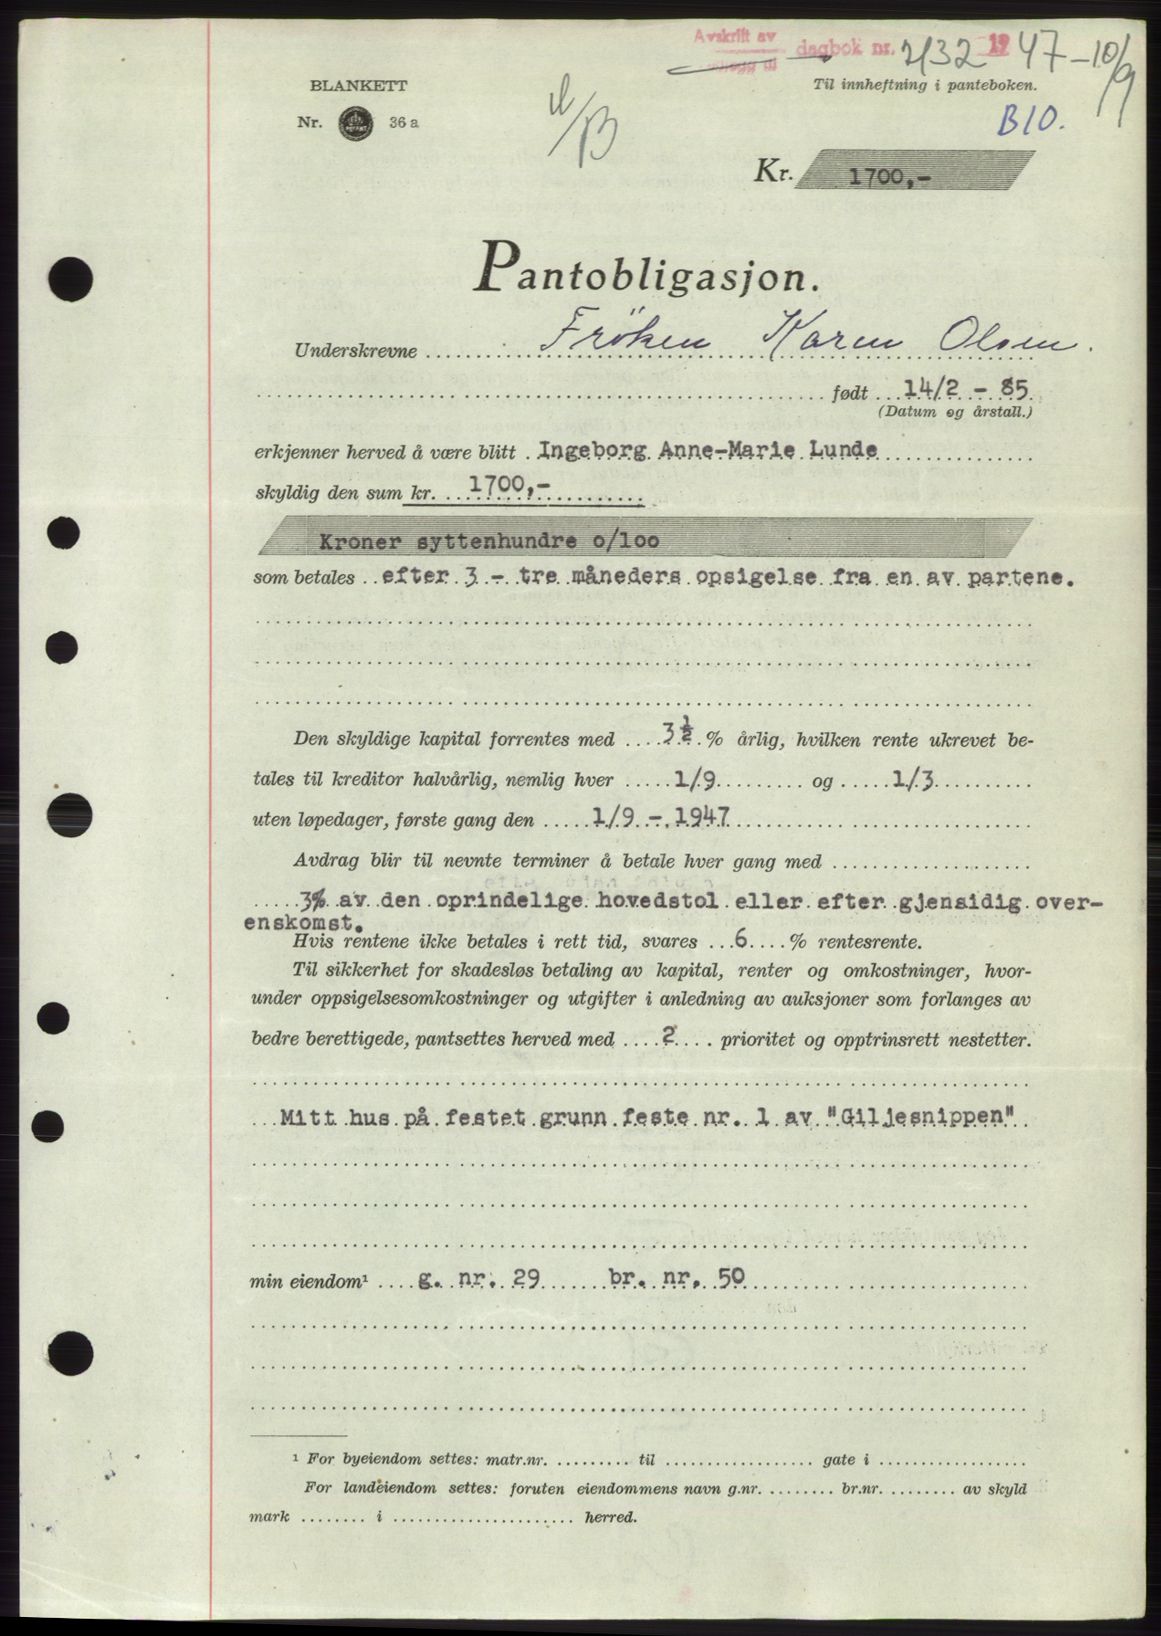 Avskrift av
dagbok nr. 2132 1947-10/9
Til innheftning i panteboken.
B10.
BLANKETT
Nr. 36 a
Kr. 1700,-
Pantobligasjon.
Underskrevne Fröken Karen Olsen.
født 14/2 - 85
(Datum og årstall.)
erkjenner herved å være blitt Ingeborg Anne-Marie Lunde
skyldig den sum kr. 1700,-
Kroner syttenhundre o/loo
som betales efter 3 - tre måneders opsigelse fra en av partene.
Den skyldige kapital forrentes med 3½ % årlig, hvilken rente ukrevet be-
tales til kreditor halvårlig, nemlig hver 1/9 og 1/3
uten løpedager, første gang den 1/9 - 1947
Avdrag blir til nevnte terminer å betale hver gang med
3% av den oprindelige hovedstol eller efter gjensidig over-
enskomst.
Hvis rentene ikke betales i rett tid, svares 6 % rentesrente.
Til sikkerhet for skadesløs betaling av kapital, renter og omkostninger, hvor-
under oppsigelsesomkostninger og utgifter i anledning av auksjoner som forlanges av
bedre berettigede, pantsettes herved med 2 prioritet og opptrinsrett nestetter.
Mitt hus på festet grunn feste nr. 1 av "Giljesnippen"
min eiendom¹ g. nr. 29 br. nr. 50
¹ For byeiendom settes: matr.nr. ......... til .................. gate i ..................
For landeiendom settes: foruten eiendommens navn g.nr. ........ br.nr. ........ av skyld
mark ........ i ...................... herred.